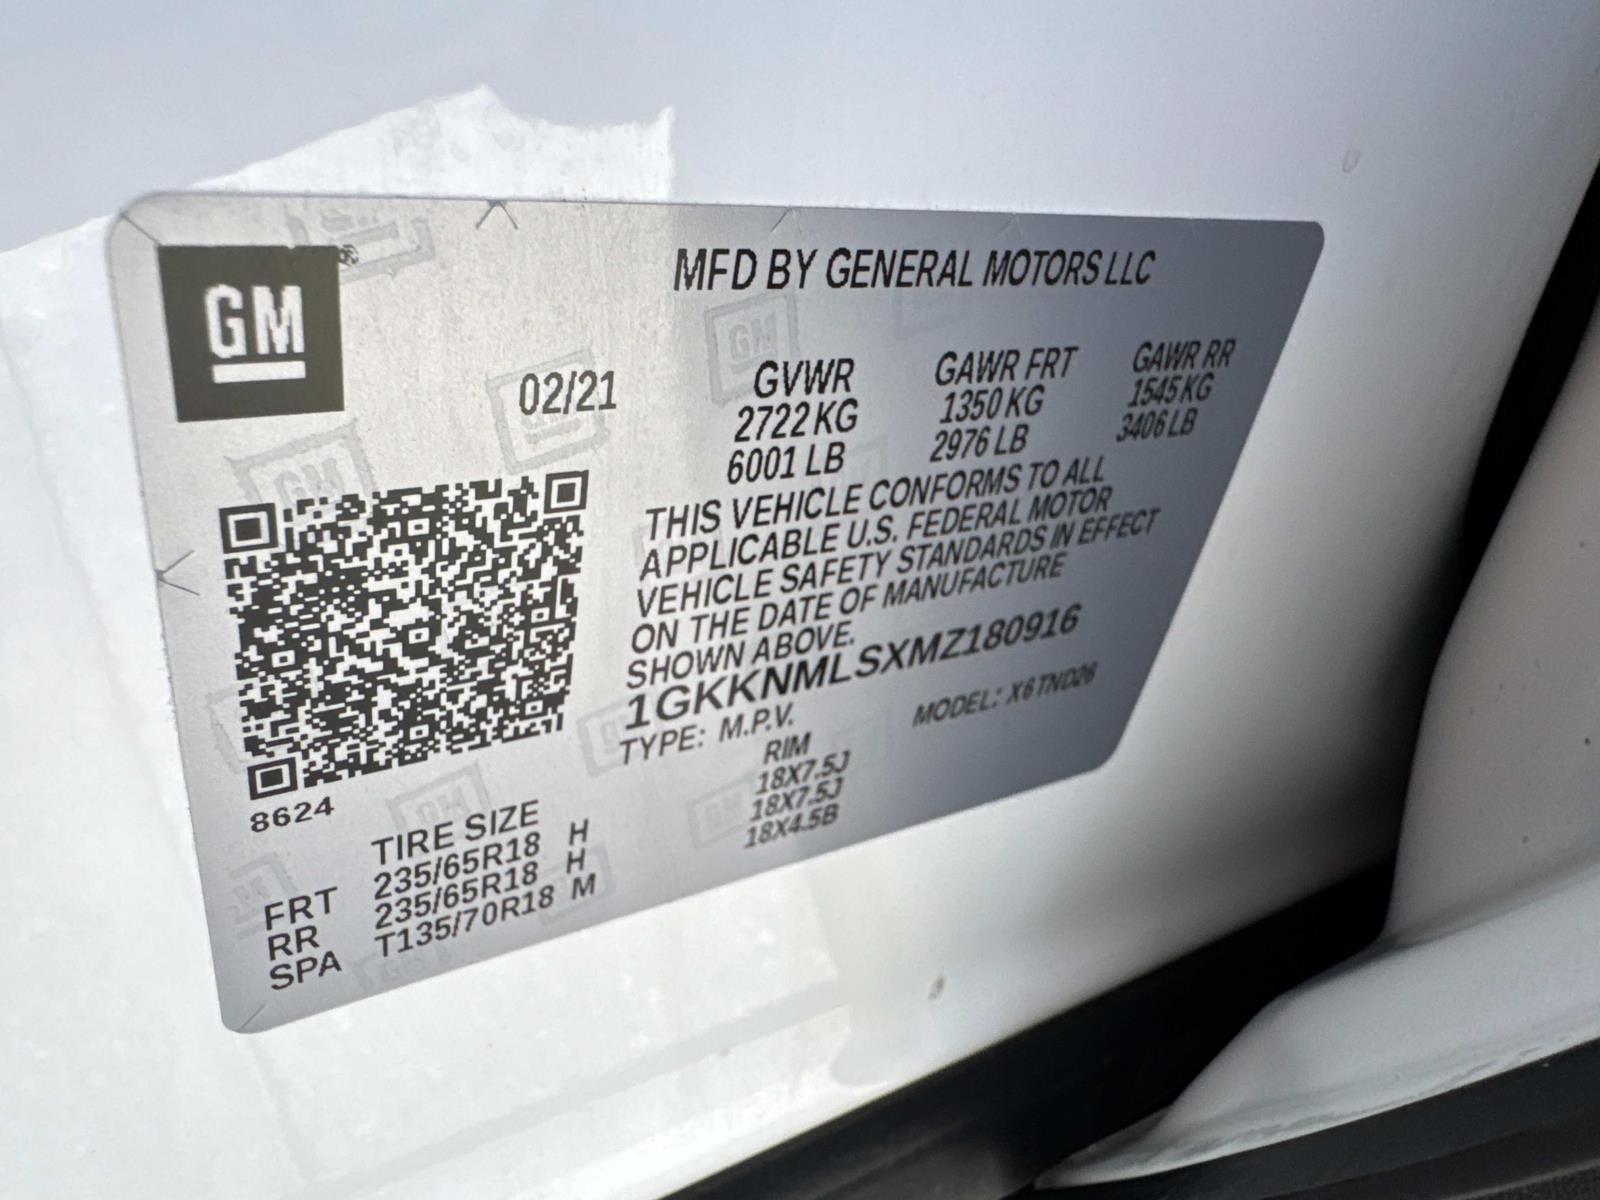 GM
MFD BY GENERAL MOTORS LLC
02/21
GVWR GAWR FRT GAWR RR
2722 KG 1350 KG 1545 KG
6001 LB 2976 LB 3406 LB
THIS VEHICLE CONFORMS TO ALL
APPLICABLE U.S. FEDERAL MOTOR
VEHICLE SAFETY STANDARDS IN EFFECT
ON THE DATE OF MANUFACTURE
SHOWN ABOVE.
1GKKNMLSXMZ180916
TYPE: M.P.V. MODEL: X6TND26
8624
TIRE SIZE RIM
FRT 235/65R18 H 18X7.5J
RR 235/65R18 H 18X7.5J
SPA T135/70R18 M 18X4.5B